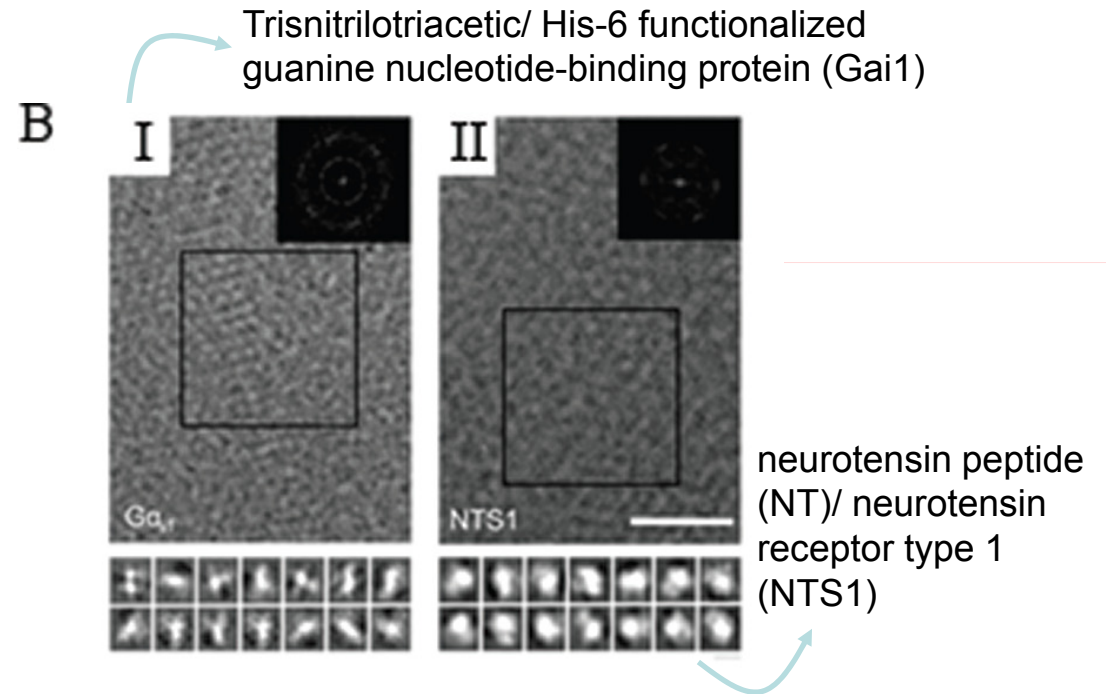 Trisnitrilotriacetic/ His-6 functionalized
guanine nucleotide-binding protein (Gai1)
B
I
II
Gαi1
NTS1
neurotensin peptide
(NT)/ neurotensin
receptor type 1
(NTS1)